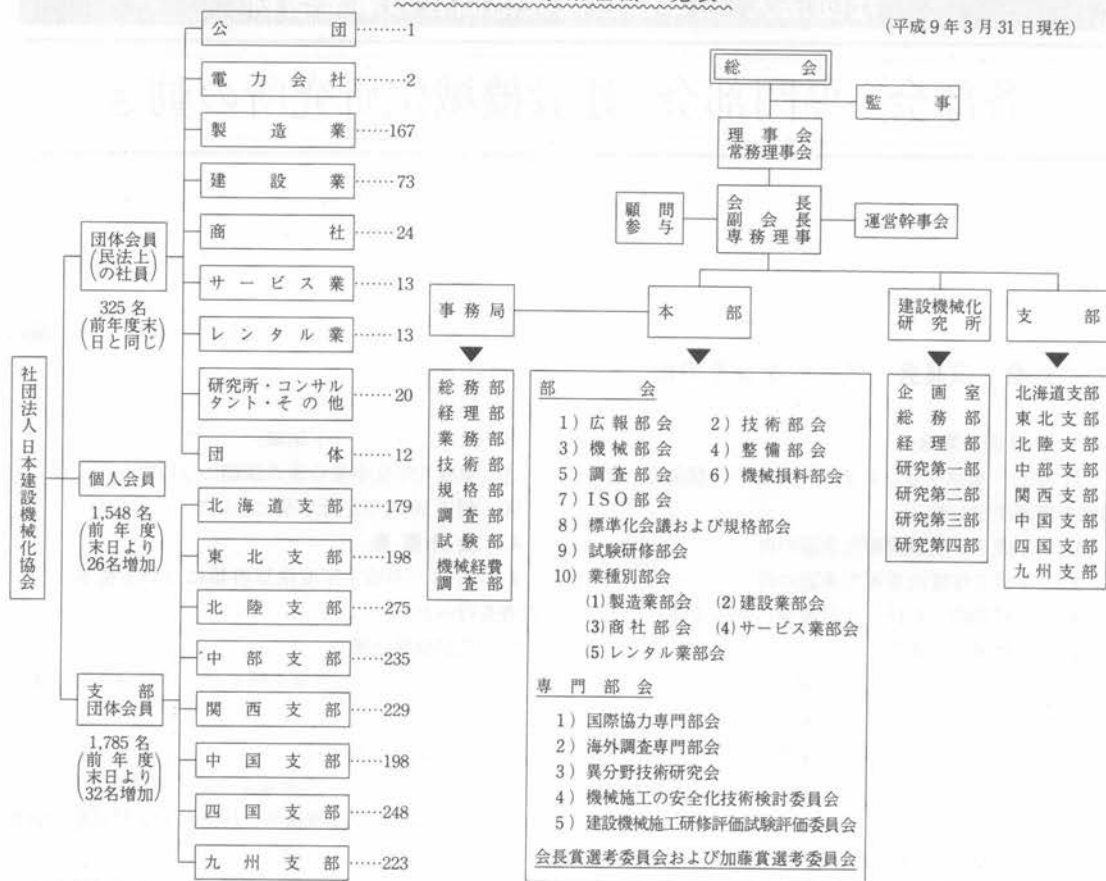 (平成9年3月31日現在)
社団法人 日本建設機械化協会
団体会員
(民法上の社員)
325名
(前年度末日と同じ)
公団……1
電力会社……2
製造業……167
建設業……73
商社……24
サービス業……13
レンタル業……13
研究所・コンサルタント・その他……20
団体……12
個人会員
1,548名
(前年度末日より26名増加)
支部
団体会員
1,785名
(前年度末日より32名増加)
北海道支部……179
東北支部……198
北陸支部……275
中部支部……235
関西支部……229
中国支部……198
四国支部……248
九州支部……223
総会
監事
理事会
常務理事会
顧問
参与
会長
副会長
専務理事
運営幹事会
事務局
本部
建設機械化
研究所
支部
総務部
経理部
業務部
技術部
規格部
調査部
試験部
機械経費
調査部
部会
1)広報部会 2)技術部会
3)機械部会 4)整備部会
5)調査部会 6)機械損料部会
7)ISO部会
8)標準化会議および規格部会
9)試験研修部会
10)業種別部会
(1)製造業部会 (2)建設業部会
(3)商社部会 (4)サービス業部会
(5)レンタル業部会
専門部会
1)国際協力専門部会
2)海外調査専門部会
3)異分野技術研究会
4)機械施工の安全化技術検討委員会
5)建設機械施工研修評価試験評価委員会
会長賞選考委員会および加藤賞選考委員会
企画室
総務部
経理部
研究第一部
研究第二部
研究第三部
研究第四部
北海道支部
東北支部
北陸支部
中部支部
関西支部
中国支部
四国支部
九州支部